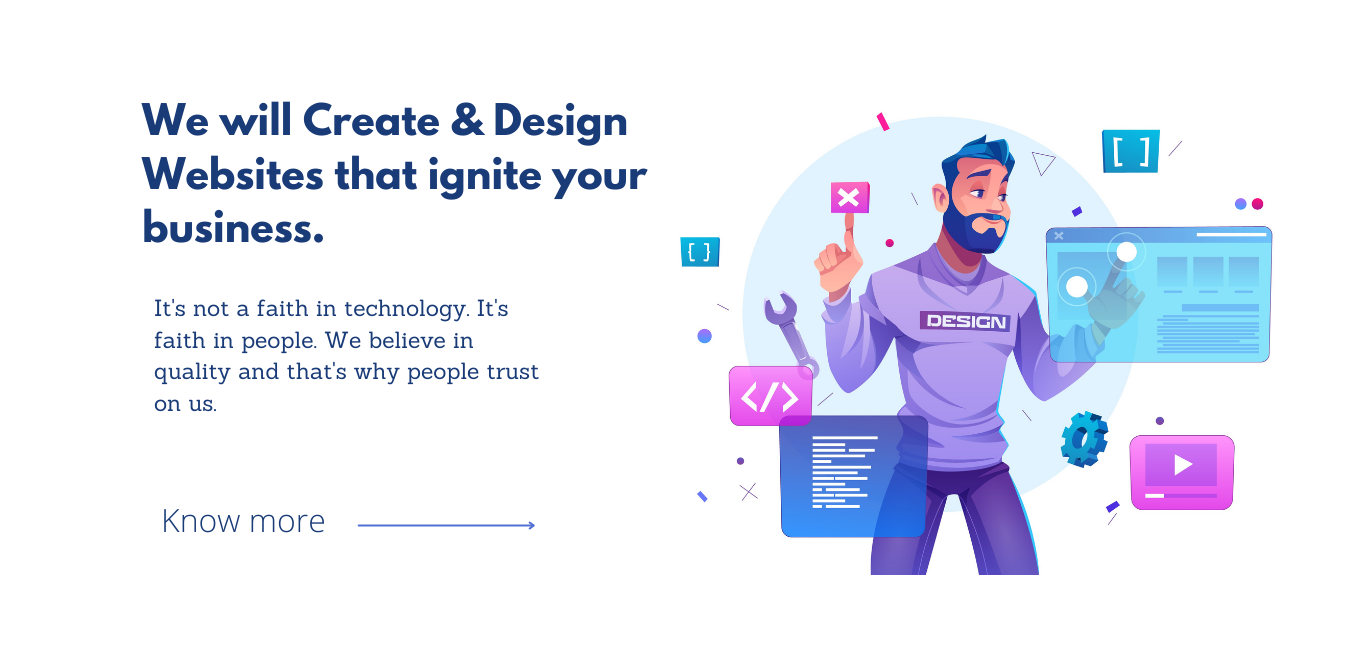 We will Create & Design
Websites that ignite your
business.
It's not a faith in technology. It's
faith in people. We believe in
quality and that's why people trust
on us.
Know more
[ ]
{ }
DESIGN
</>